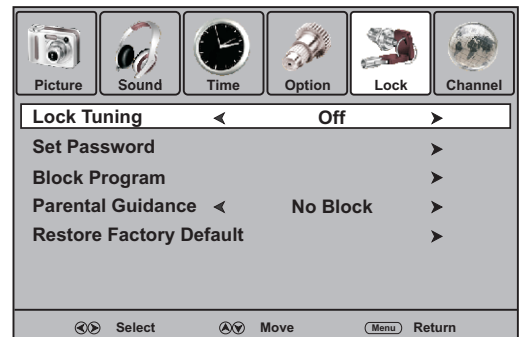 Picture Sound Time Option Lock Channel
Lock Tuning Off
Set Password
Block Program
Parental Guidance No Block
Restore Factory Default
Select Move Menu Return